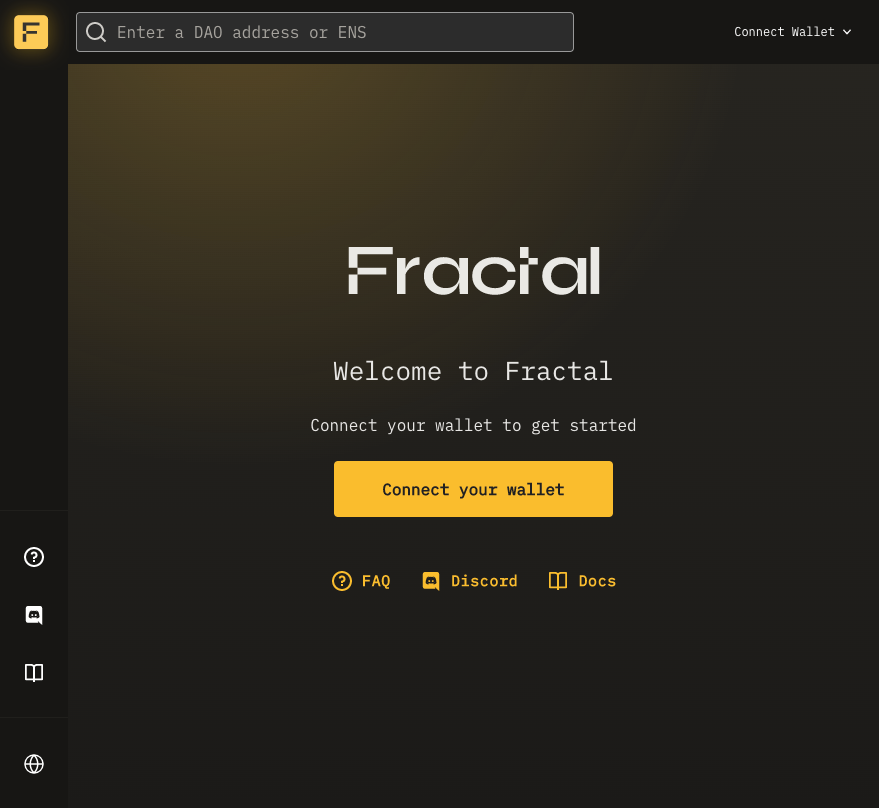 F
Enter a DAO address or ENS
Connect Wallet
Fractal
Welcome to Fractal
Connect your wallet to get started
Connect your wallet
FAQ
Discord
Docs